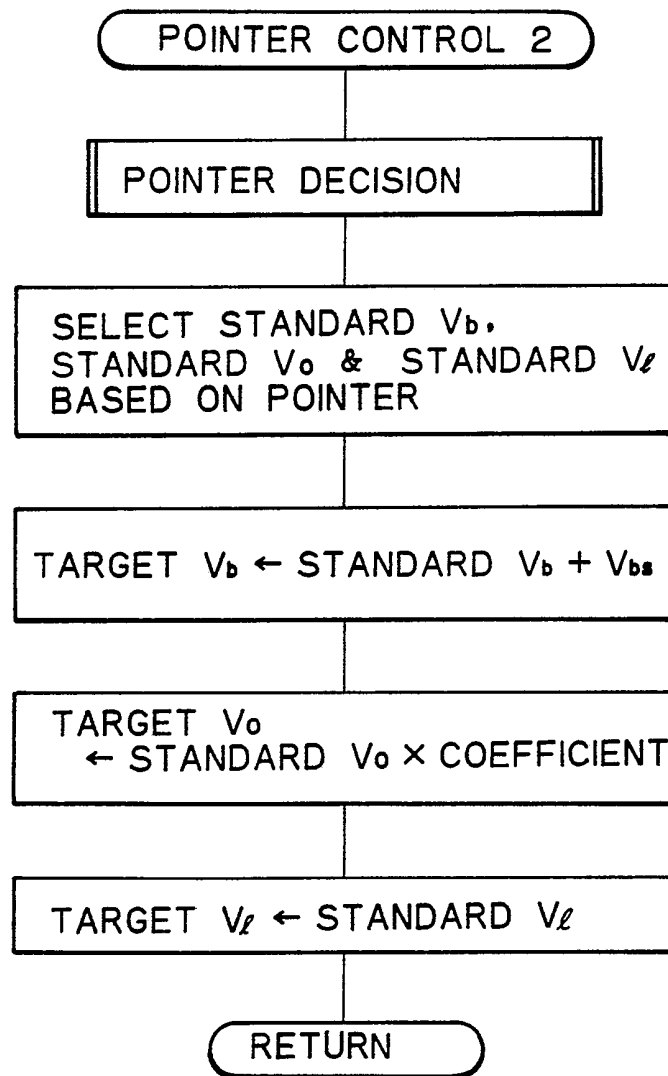 POINTER CONTROL 2
POINTER DECISION
SELECT STANDARD Vb,
STANDARD Vo & STANDARD Vℓ
BASED ON POINTER
TARGET Vb ← STANDARD Vb + Vbs
TARGET Vo
← STANDARD Vo × COEFFICIENT
TARGET Vℓ ← STANDARD Vℓ
RETURN